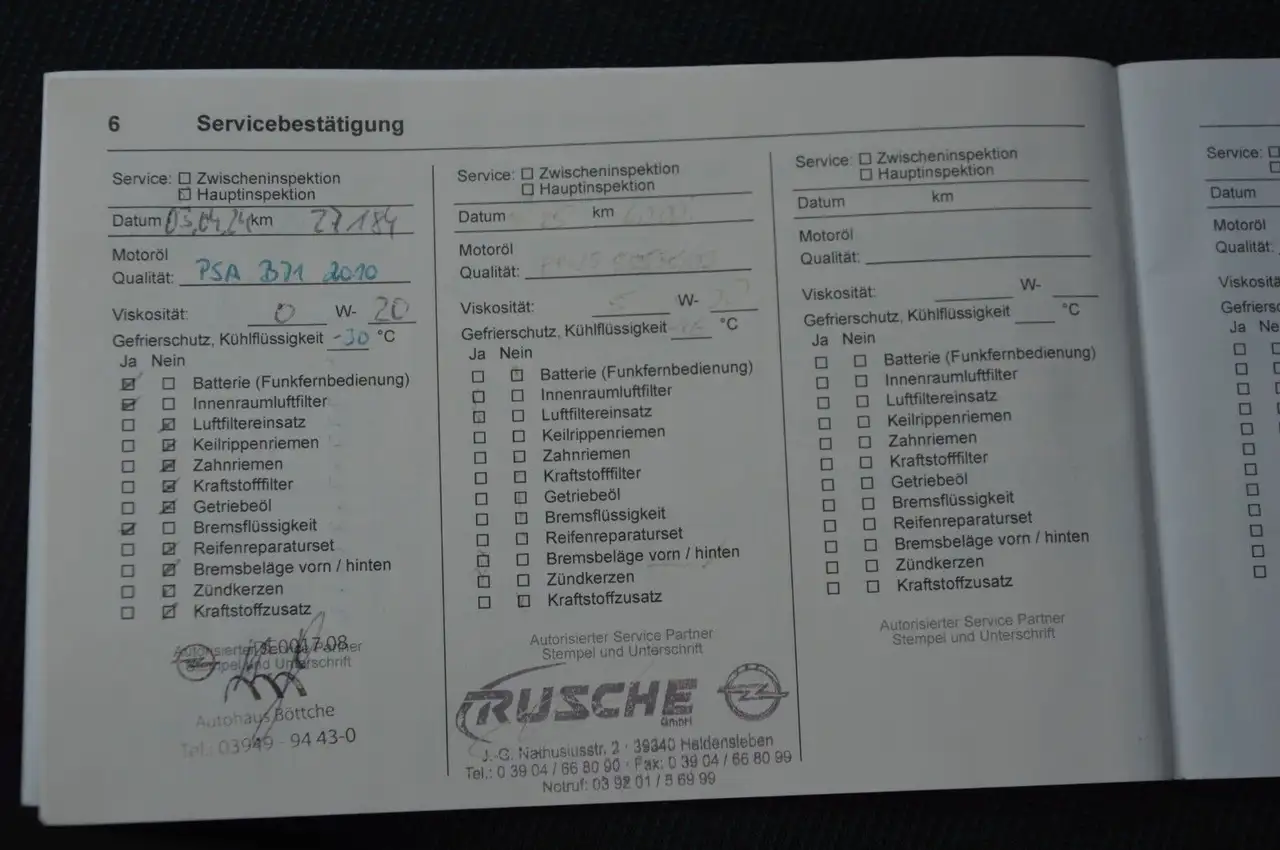 6 Servicebestätigung
Service: ☐ Zwischeninspektion
☐ Hauptinspektion
Datum 03.04.24 km 27184
Motoröl
Qualität: PSA B71 2010
Viskosität: 0 W- 20
Gefrierschutz, Kühlflüssigkeit -30 °C
Ja Nein
Batterie (Funkfernbedienung)
Innenraumluftfilter
Luftfiltereinsatz
Keilrippenriemen
Zahnriemen
Kraftstofffilter
Getriebeöl
Bremsflüssigkeit
Reifenreparaturset
Bremsbeläge vorn / hinten
Zündkerzen
Kraftstoffzusatz
Autorisierter Service Partner
Stempel und Unterschrift
Autohaus Böttche
Tel.: 03949 - 94 43-0
Service: ☐ Zwischeninspektion
☐ Hauptinspektion
Datum km
Motoröl
Qualität:
Viskosität: W-
Gefrierschutz, Kühlflüssigkeit °C
Ja Nein
Batterie (Funkfernbedienung)
Innenraumluftfilter
Luftfiltereinsatz
Keilrippenriemen
Zahnriemen
Kraftstofffilter
Getriebeöl
Bremsflüssigkeit
Reifenreparaturset
Bremsbeläge vorn / hinten
Zündkerzen
Kraftstoffzusatz
Autorisierter Service Partner
Stempel und Unterschrift
RUSCHE
GmbH
J.-G. Nathusiusstr. 2 · 39340 Haldensleben
Tel.: 0 39 04 / 66 80 90 · Fax: 0 39 04 / 66 80 99
Notruf: 03 92 01 / 5 69 99
Service: ☐ Zwischeninspektion
☐ Hauptinspektion
Datum km
Motoröl
Qualität:
Viskosität: W-
Gefrierschutz, Kühlflüssigkeit °C
Ja Nein
Batterie (Funkfernbedienung)
Innenraumluftfilter
Luftfiltereinsatz
Keilrippenriemen
Zahnriemen
Kraftstofffilter
Getriebeöl
Bremsflüssigkeit
Reifenreparaturset
Bremsbeläge vorn / hinten
Zündkerzen
Kraftstoffzusatz
Autorisierter Service Partner
Stempel und Unterschrift
Service:
Datum
Motoröl
Qualität:
Ja